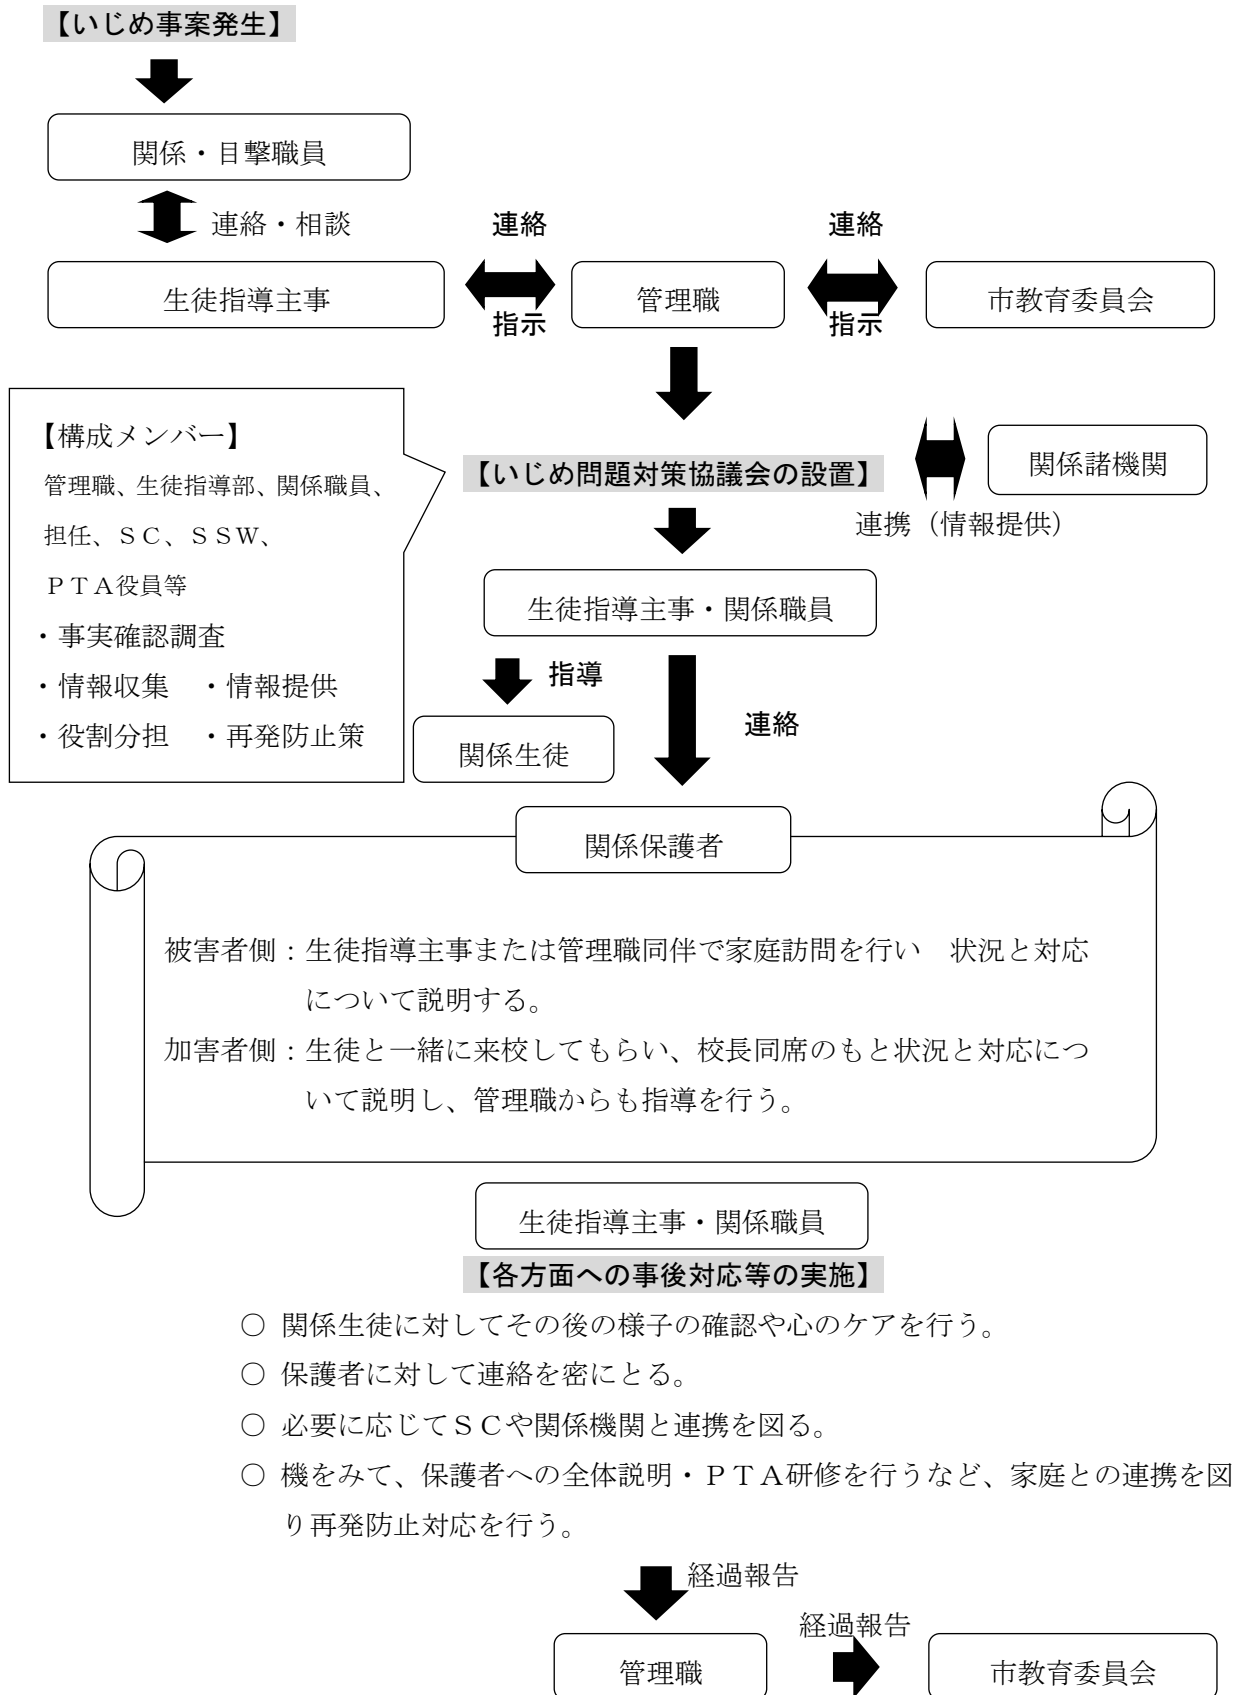 【いじめ事案発生】
関係・目撃職員
連絡・相談
連絡
連絡
生徒指導主事
管理職
市教育委員会
指示
指示
【構成メンバー】
管理職、生徒指導部、関係職員、
担任、ＳＣ、ＳＳＷ、
ＰＴＡ役員等
・事実確認調査
・情報収集　・情報提供
・役割分担　・再発防止策
【いじめ問題対策協議会の設置】
関係諸機関
連携（情報提供）
生徒指導主事・関係職員
指導
連絡
関係生徒
関係保護者
被害者側：生徒指導主事または管理職同伴で家庭訪問を行い　状況と対応
について説明する。
加害者側：生徒と一緒に来校してもらい、校長同席のもと状況と対応につ
いて説明し、管理職からも指導を行う。
生徒指導主事・関係職員
【各方面への事後対応等の実施】
○ 関係生徒に対してその後の様子の確認や心のケアを行う。
○ 保護者に対して連絡を密にとる。
○ 必要に応じてＳＣや関係機関と連携を図る。
○ 機をみて、保護者への全体説明・ＰＴＡ研修を行うなど、家庭との連携を図
り再発防止対応を行う。
経過報告
経過報告
管理職
市教育委員会